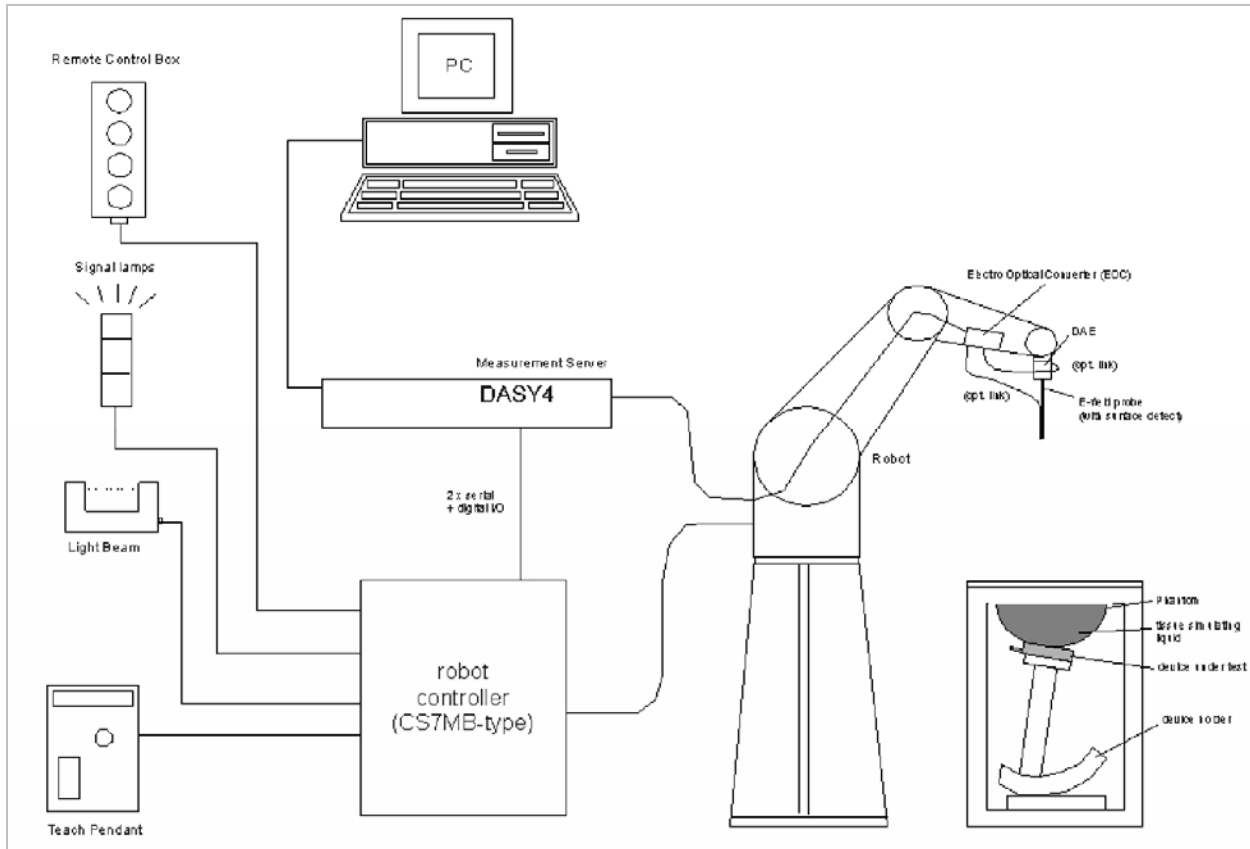 Remote Control Box
PC
Signal lamps
Electro Optical Converter (EOC)
DAE
(opt. link)
(opt. link)
E-field probe
(with surface detect)
Measurement Server
DASY4
Robot
2 x serial
+ digital I/O
Light Beam
Phantom
tissue simulating
liquid
device under test
robot
controller
(CS7MB-type)
device holder
Teach Pendant